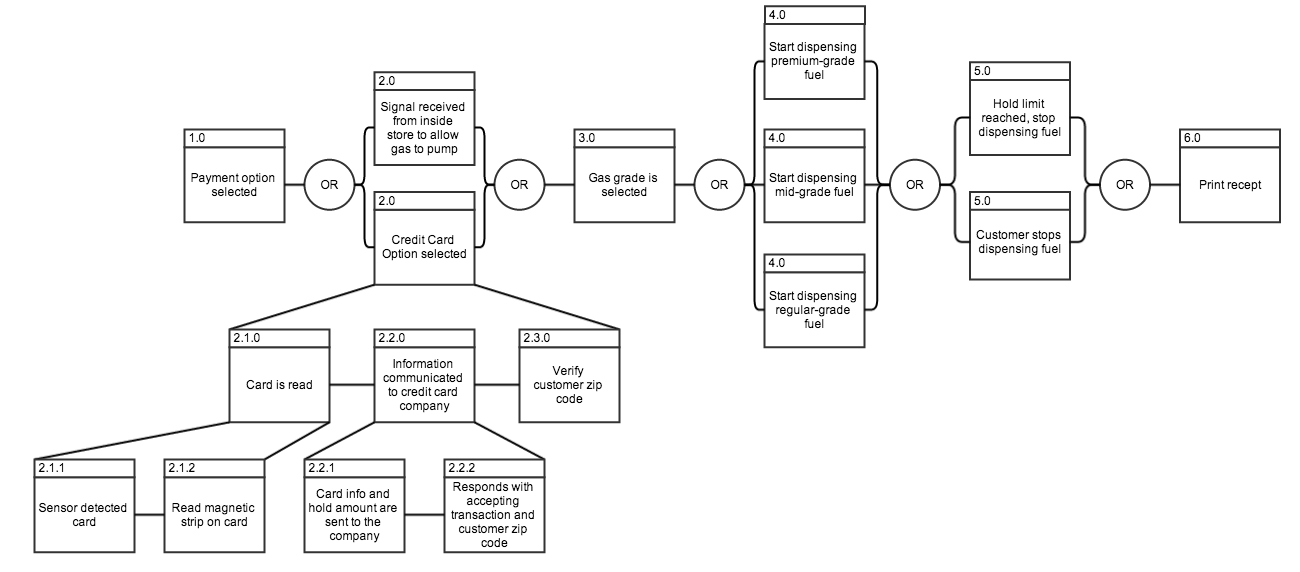 4.0
Start dispensing
premium-grade
fuel
2.0
Signal received
from inside
store to allow
gas to pump
5.0
Hold limit
reached, stop
dispensing fuel
1.0
Payment option
selected
OR
OR
3.0
Gas grade is
selected
OR
4.0
Start dispensing
mid-grade fuel
OR
OR
6.0
Print recept
2.0
Credit Card
Option selected
5.0
Customer stops
dispensing fuel
4.0
Start dispensing
regular-grade
fuel
2.1.0
Card is read
2.2.0
Information
communicated
to credit card
company
2.3.0
Verify
customer zip
code
2.1.1
Sensor detected
card
2.1.2
Read magnetic
strip on card
2.2.1
Card info and
hold amount are
sent to the
company
2.2.2
Responds with
accepting
transaction and
customer zip
code